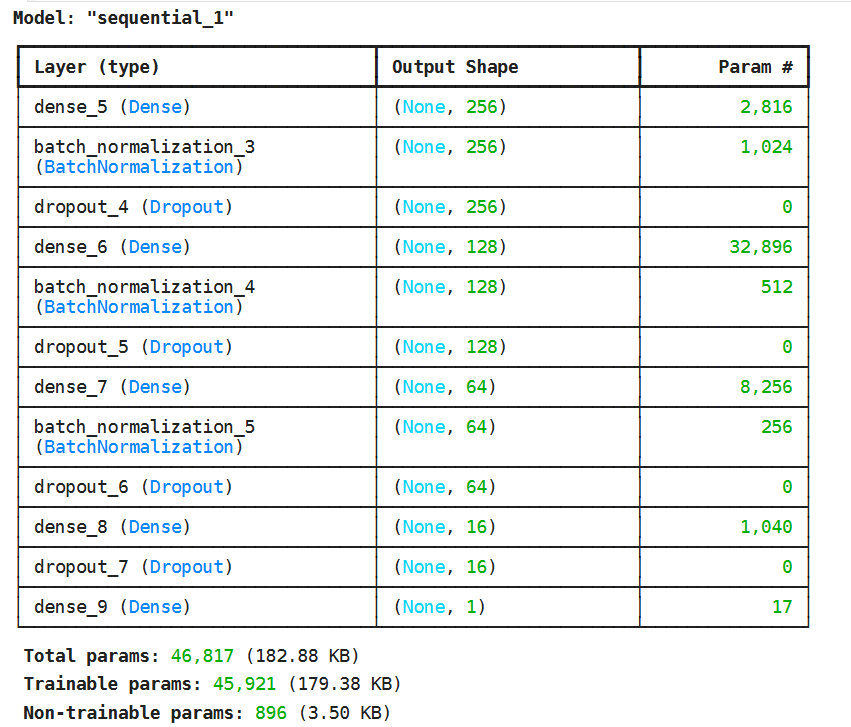 Model: "sequential_1"
Layer (type) Output Shape Param #
dense_5 (Dense) (None, 256) 2,816
batch_normalization_3 (None, 256) 1,024
(BatchNormalization)
dropout_4 (Dropout) (None, 256) 0
dense_6 (Dense) (None, 128) 32,896
batch_normalization_4 (None, 128) 512
(BatchNormalization)
dropout_5 (Dropout) (None, 128) 0
dense_7 (Dense) (None, 64) 8,256
batch_normalization_5 (None, 64) 256
(BatchNormalization)
dropout_6 (Dropout) (None, 64) 0
dense_8 (Dense) (None, 16) 1,040
dropout_7 (Dropout) (None, 16) 0
dense_9 (Dense) (None, 1) 17
Total params: 46,817 (182.88 KB)
Trainable params: 45,921 (179.38 KB)
Non-trainable params: 896 (3.50 KB)